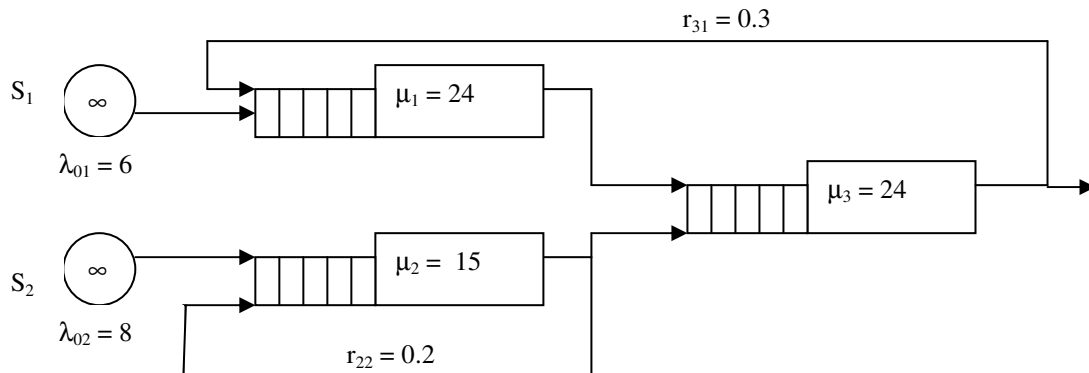 r₃₁ = 0.3
S₁
∞
μ₁ = 24
λ₀₁ = 6
μ₃ = 24
S₂
∞
μ₂ = 15
λ₀₂ = 8
r₂₂ = 0.2